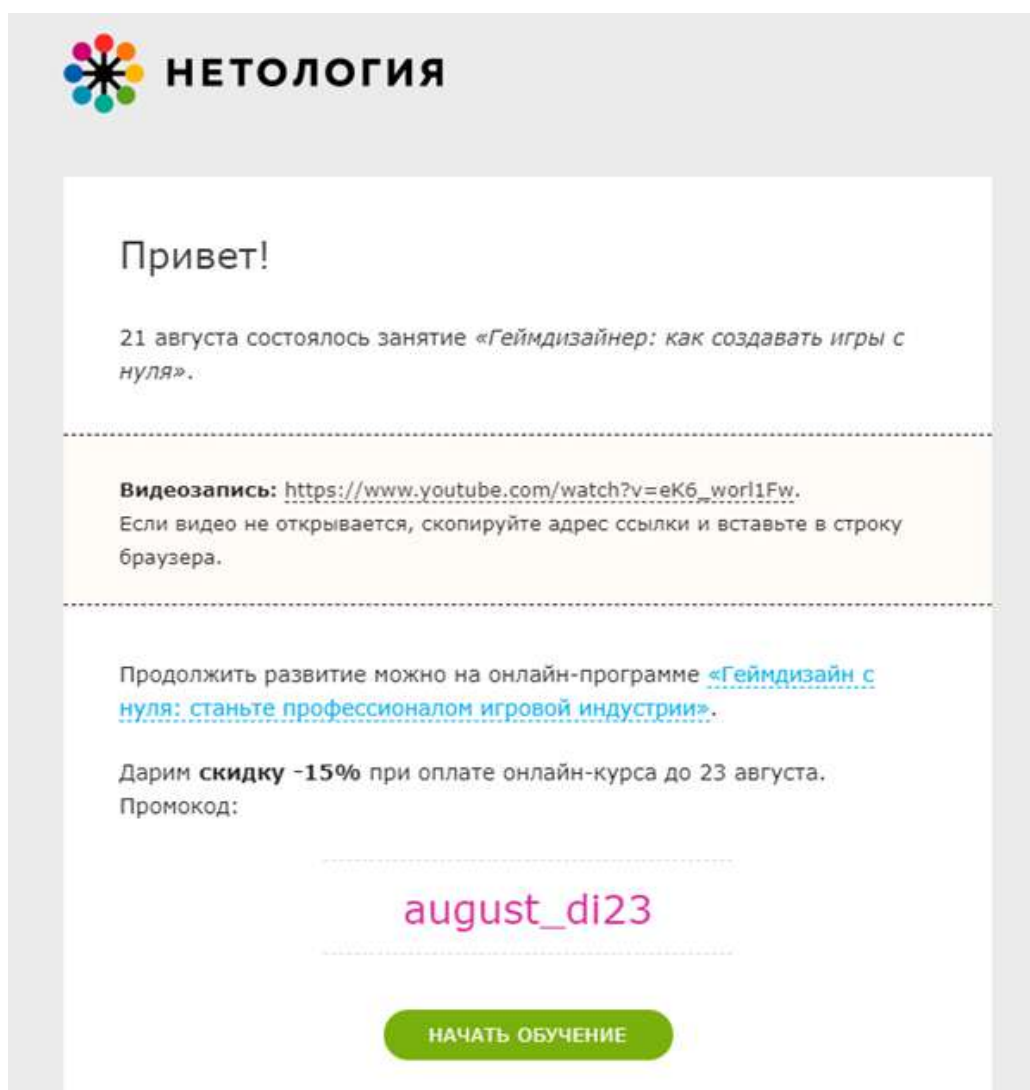 НЕТОЛОГИЯ
Привет!
21 августа состоялось занятие «Геймдизайнер: как создавать игры с
нуля».
Видеозапись: https://www.youtube.com/watch?v=eK6_worl1Fw.
Если видео не открывается, скопируйте адрес ссылки и вставьте в строку
браузера.
Продолжить развитие можно на онлайн-программе «Геймдизайн с
нуля: станьте профессионалом игровой индустрии».
Дарим скидку -15% при оплате онлайн-курса до 23 августа.
Промокод:
august_di23
НАЧАТЬ ОБУЧЕНИЕ